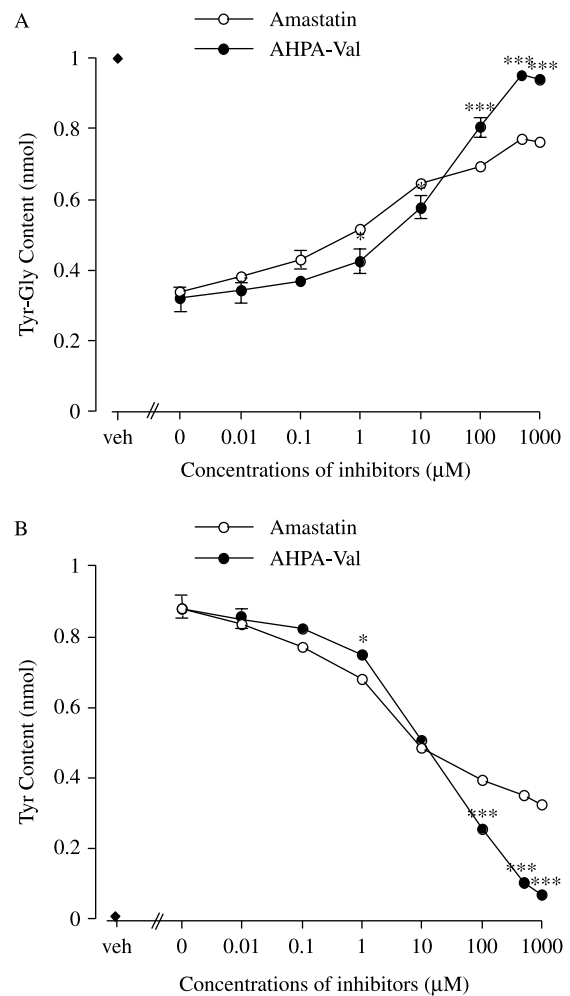 A
Amastatin
AHPA-Val
1
0.8
0.6
0.4
0.2
0
Tyr-Gly Content (nmol)
*** ***
***
*
*
veh 0 0.01 0.1 1 10 100 1000
Concentrations of inhibitors (μM)
B
Amastatin
AHPA-Val
1
0.8
0.6
0.4
0.2
0
Tyr Content (nmol)
*
***
***
***
veh 0 0.01 0.1 1 10 100 1000
Concentrations of inhibitors (μM)